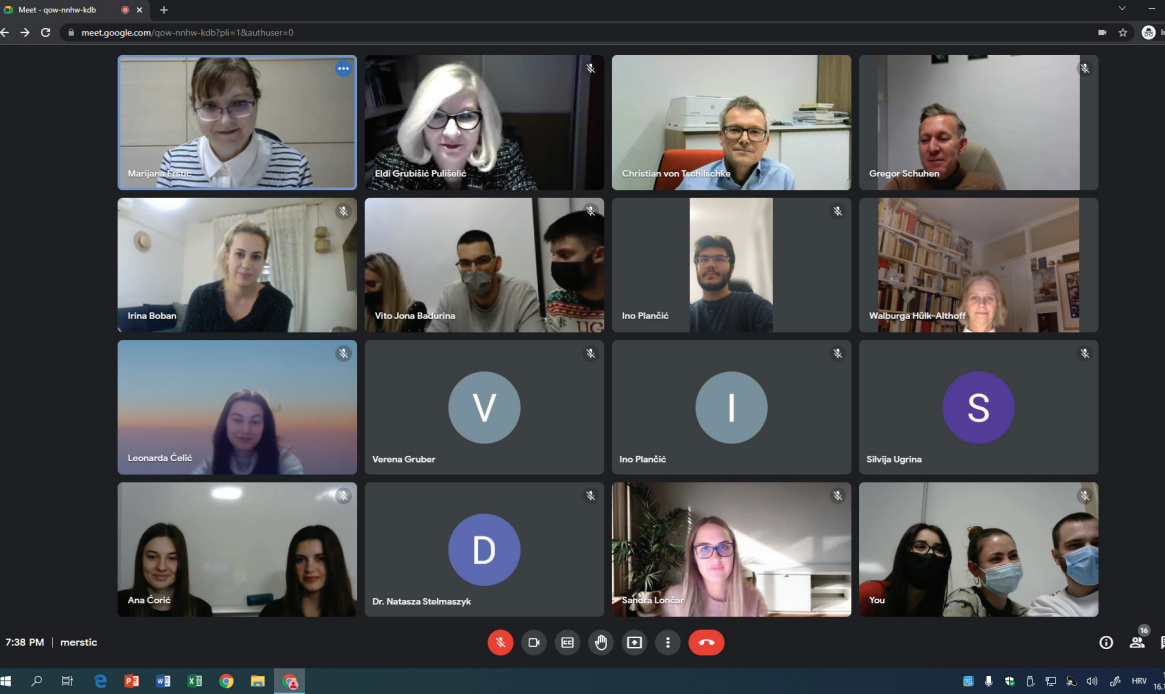 Meet - qow-nnhw-kdb
meet.google.com/qow-nnhw-kdb?pli=1&authuser=0
Marijana Erstić
Eldi Grubišić Pulišelić
Christian von Tschilschke
Gregor Schuhen
Irina Boban
Vito Jona Badurina
Ino Plančić
Walburga Hülk-Althoff
Leonarda Ćelić
V
Verena Gruber
I
Ino Plančić
S
Silvija Ugrina
Ana Ćorić
D
Dr. Natasza Stelmaszyk
Sandra Lončar
You
7:38 PM | merstic
16
HRV